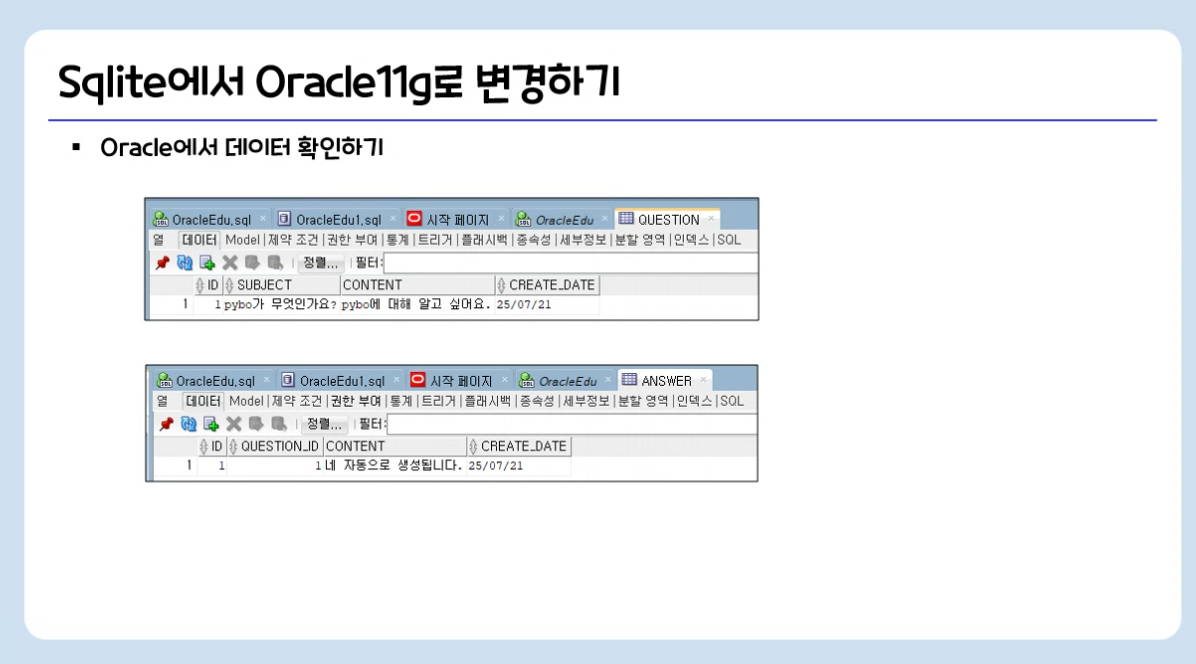 Sqlite에서 Oracle11g로 변경하기
▪ Oracle에서 데이터 확인하기
OracleEdu.sql × OracleEdu1.sql × 시작 페이지 × OracleEdu × QUESTION ×
열 데이터 Model|제약 조건|권한 부여|통계|트리거|플래시백|종속성|세부정보|분할 영역|인덱스|SQL
정렬... 필터:
ID SUBJECT CONTENT CREATE_DATE
1 1 pybo가 무엇인가요? pybo에 대해 알고 싶어요. 25/07/21
OracleEdu.sql × OracleEdu1.sql × 시작 페이지 × OracleEdu × ANSWER ×
열 데이터 Model|제약 조건|권한 부여|통계|트리거|플래시백|종속성|세부정보|분할 영역|인덱스|SQL
정렬... 필터:
ID QUESTION_ID CONTENT CREATE_DATE
1 1 1 네 자동으로 생성됩니다. 25/07/21